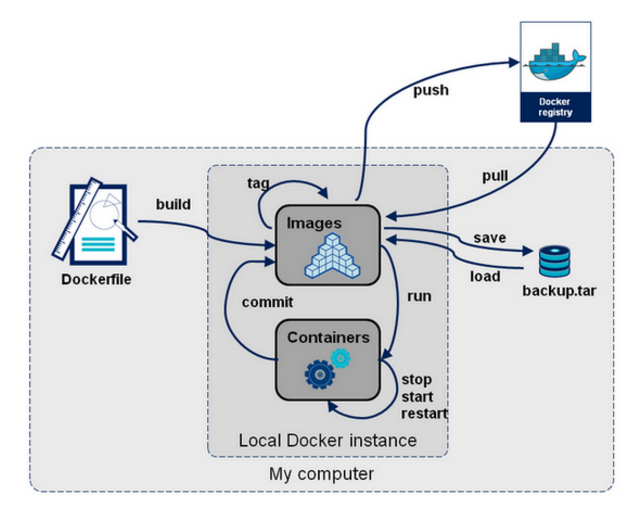 push
Docker
registry
pull
tag
build
Images
save
Dockerfile
load
backup.tar
commit
run
Containers
stop
start
restart
Local Docker instance
My computer